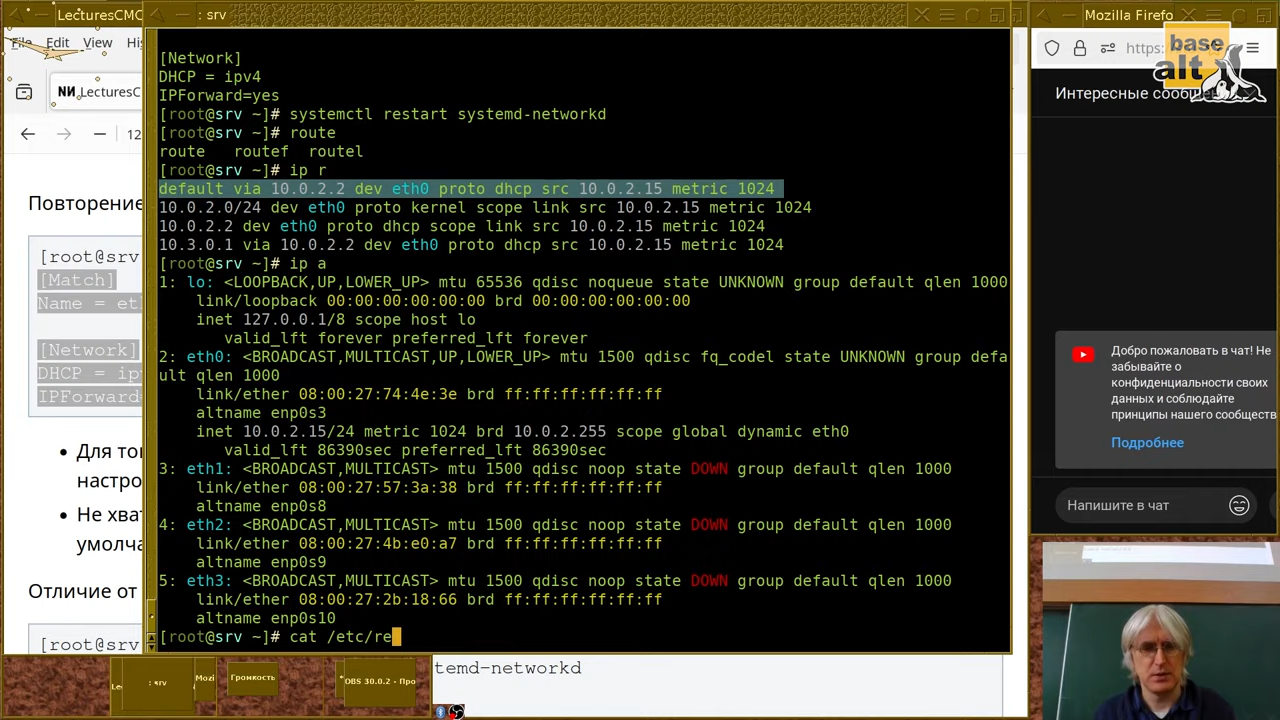 LecturesCMC
: srv
Mozilla Firefo
File Edit View His
LecturesC
12
https:
base
alt
Интересные сообщен
Повторение
[root@srv
[Match]
Name = eth
[Network]
DHCP = ip
IPForward
Для то
настро
Не хва
умолча
Отличие от
[root@srv
[Network]
DHCP = ipv4
IPForward=yes
[root@srv ~]# systemctl restart systemd-networkd
[root@srv ~]# route
route routef routel
[root@srv ~]# ip r
default via 10.0.2.2 dev eth0 proto dhcp src 10.0.2.15 metric 1024
10.0.2.0/24 dev eth0 proto kernel scope link src 10.0.2.15 metric 1024
10.0.2.2 dev eth0 proto dhcp scope link src 10.0.2.15 metric 1024
10.3.0.1 via 10.0.2.2 dev eth0 proto dhcp src 10.0.2.15 metric 1024
[root@srv ~]# ip a
1: lo: <LOOPBACK,UP,LOWER_UP> mtu 65536 qdisc noqueue state UNKNOWN group default qlen 1000
link/loopback 00:00:00:00:00:00 brd 00:00:00:00:00:00
inet 127.0.0.1/8 scope host lo
valid_lft forever preferred_lft forever
2: eth0: <BROADCAST,MULTICAST,UP,LOWER_UP> mtu 1500 qdisc fq_codel state UNKNOWN group defa
ult qlen 1000
link/ether 08:00:27:74:4e:3e brd ff:ff:ff:ff:ff:ff
altname enp0s3
inet 10.0.2.15/24 metric 1024 brd 10.0.2.255 scope global dynamic eth0
valid_lft 86390sec preferred_lft 86390sec
3: eth1: <BROADCAST,MULTICAST> mtu 1500 qdisc noop state DOWN group default qlen 1000
link/ether 08:00:27:57:3a:38 brd ff:ff:ff:ff:ff:ff
altname enp0s8
4: eth2: <BROADCAST,MULTICAST> mtu 1500 qdisc noop state DOWN group default qlen 1000
link/ether 08:00:27:4b:e0:a7 brd ff:ff:ff:ff:ff:ff
altname enp0s9
5: eth3: <BROADCAST,MULTICAST> mtu 1500 qdisc noop state DOWN group default qlen 1000
link/ether 08:00:27:2b:18:66 brd ff:ff:ff:ff:ff:ff
altname enp0s10
[root@srv ~]# cat /etc/re
temd-networkd
Добро пожаловать в чат! Не
забывайте о
конфиденциальности своих
данных и соблюдайте
принципы нашего сообществ
Подробнее
Напишите в чат
: srv
Mozi
Громкость
OBS 30.0.2 - Про